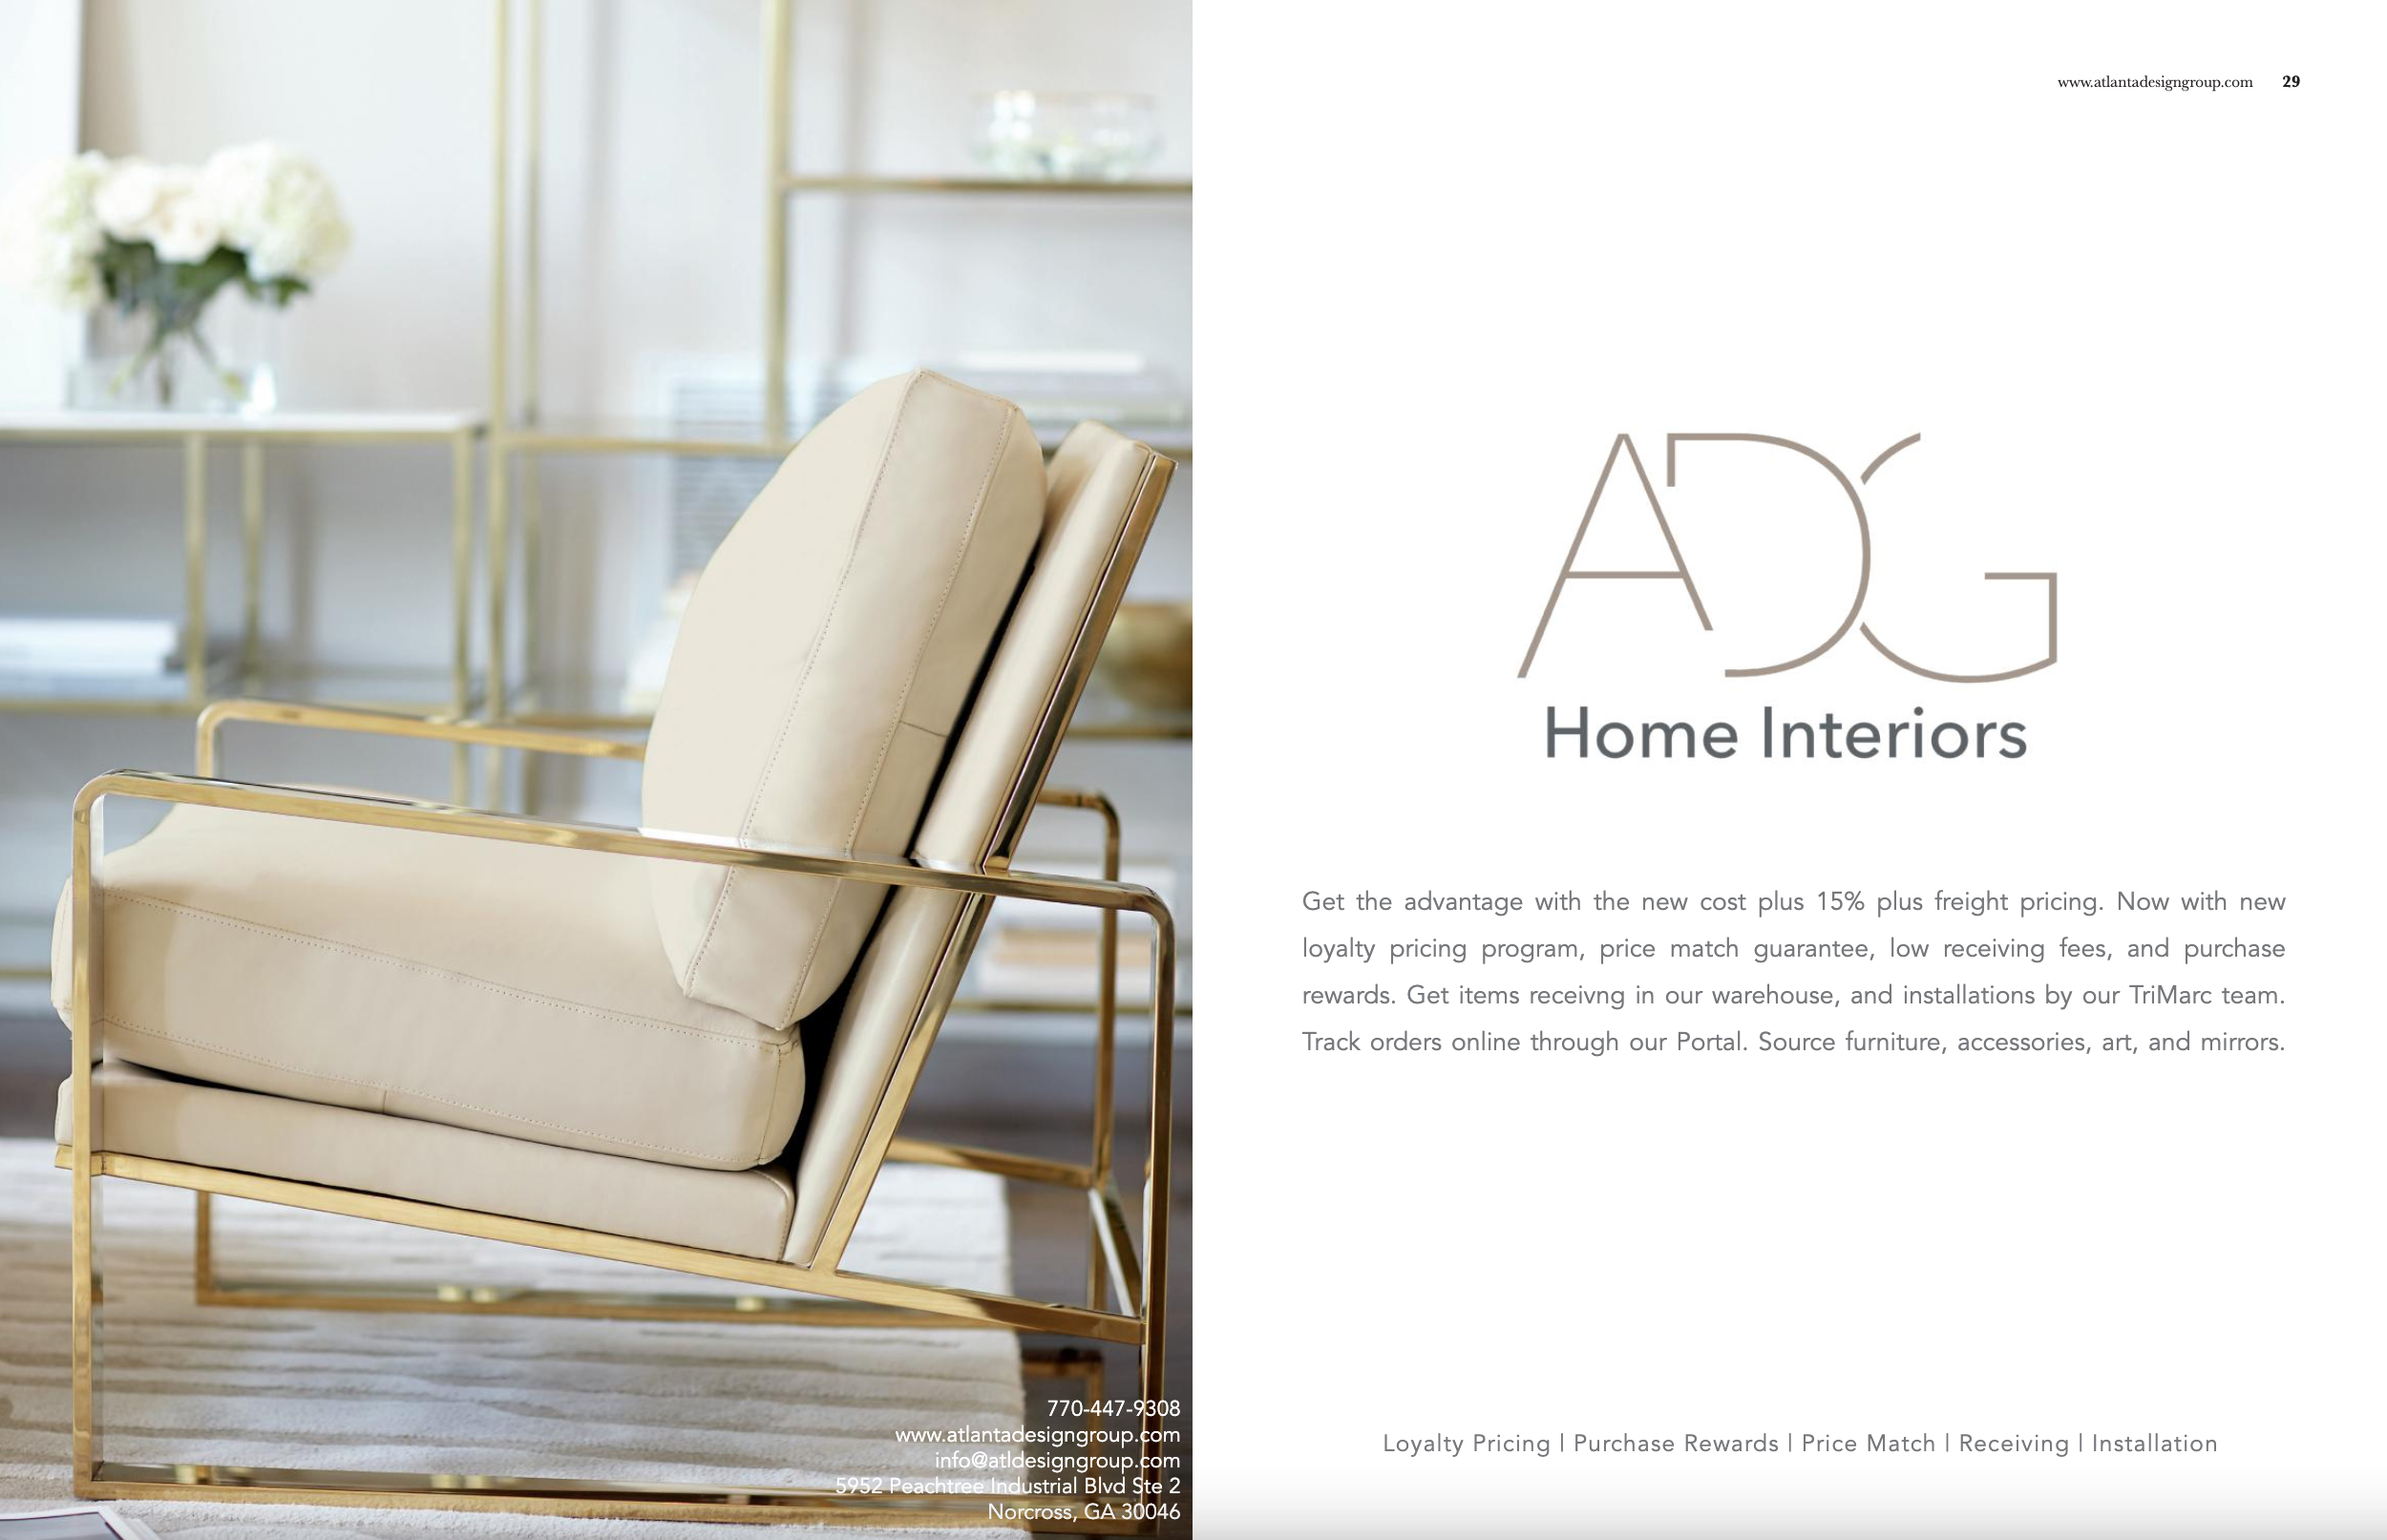 www.atlantadesigngroup.com 29
ADG
Home Interiors
Get the advantage with the new cost plus 15% plus freight pricing. Now with new
loyalty pricing program, price match guarantee, low receiving fees, and purchase
rewards. Get items receivng in our warehouse, and installations by our TriMarc team.
Track orders online through our Portal. Source furniture, accessories, art, and mirrors.
Loyalty Pricing | Purchase Rewards | Price Match | Receiving | Installation
770-447-9308
www.atlantadesigngroup.com
info@atldesigngroup.com
5952 Peachtree Industrial Blvd Ste 2
Norcross, GA 30046